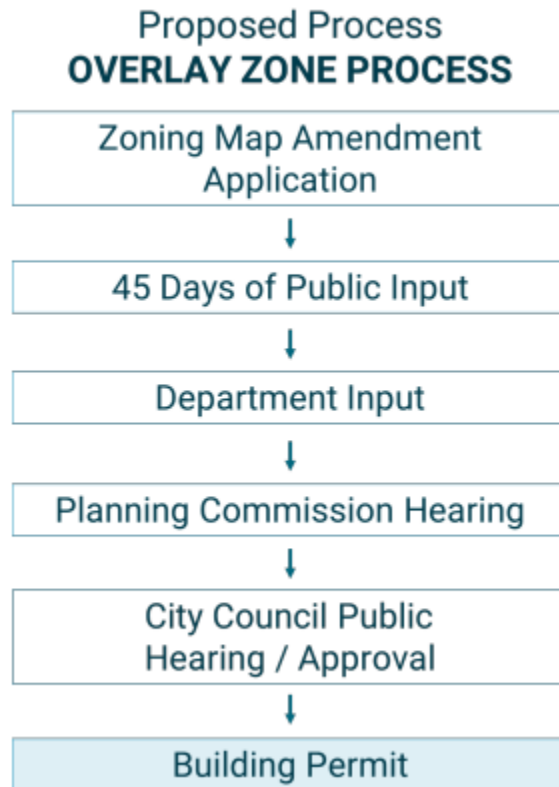 Proposed Process
OVERLAY ZONE PROCESS
Zoning Map Amendment
Application
45 Days of Public Input
Department Input
Planning Commission Hearing
City Council Public
Hearing / Approval
Building Permit